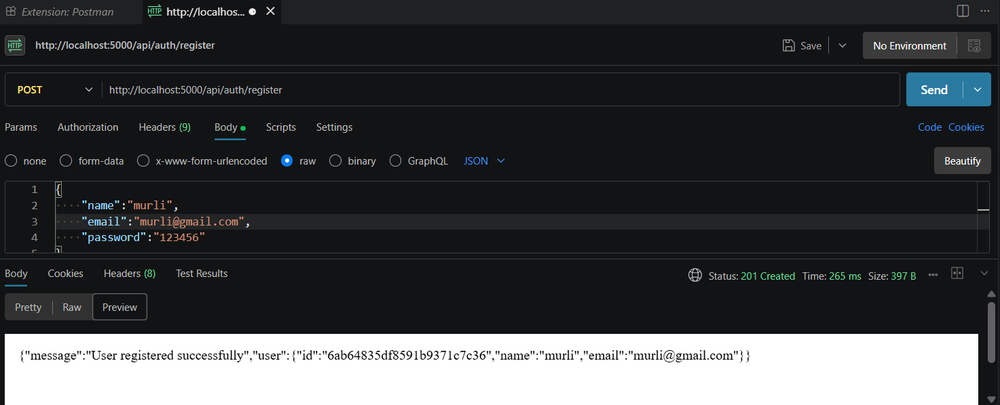 Extension: Postman
HTTP http://localhos...
HTTP http://localhost:5000/api/auth/register
Save
No Environment
POST http://localhost:5000/api/auth/register
Send
Params Authorization Headers (9) Body Scripts Settings
Code Cookies
none form-data x-www-form-urlencoded raw binary GraphQL JSON
Beautify
1 {
2 ····"name":"murli",
3 ····"email":"murli@gmail.com",
4 ····"password":"123456"
5 }
Body Cookies Headers (8) Test Results
Status: 201 Created Time: 265 ms Size: 397 B
Pretty Raw Preview
{"message":"User registered successfully","user":{"id":"6ab64835df8591b9371c7c36","name":"murli","email":"murli@gmail.com"}}